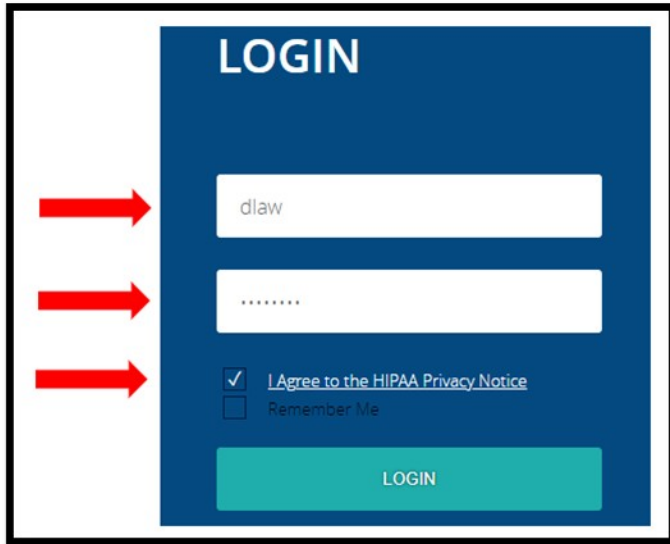 LOGIN
dlaw
........
I Agree to the HIPAA Privacy Notice
Remember Me
LOGIN